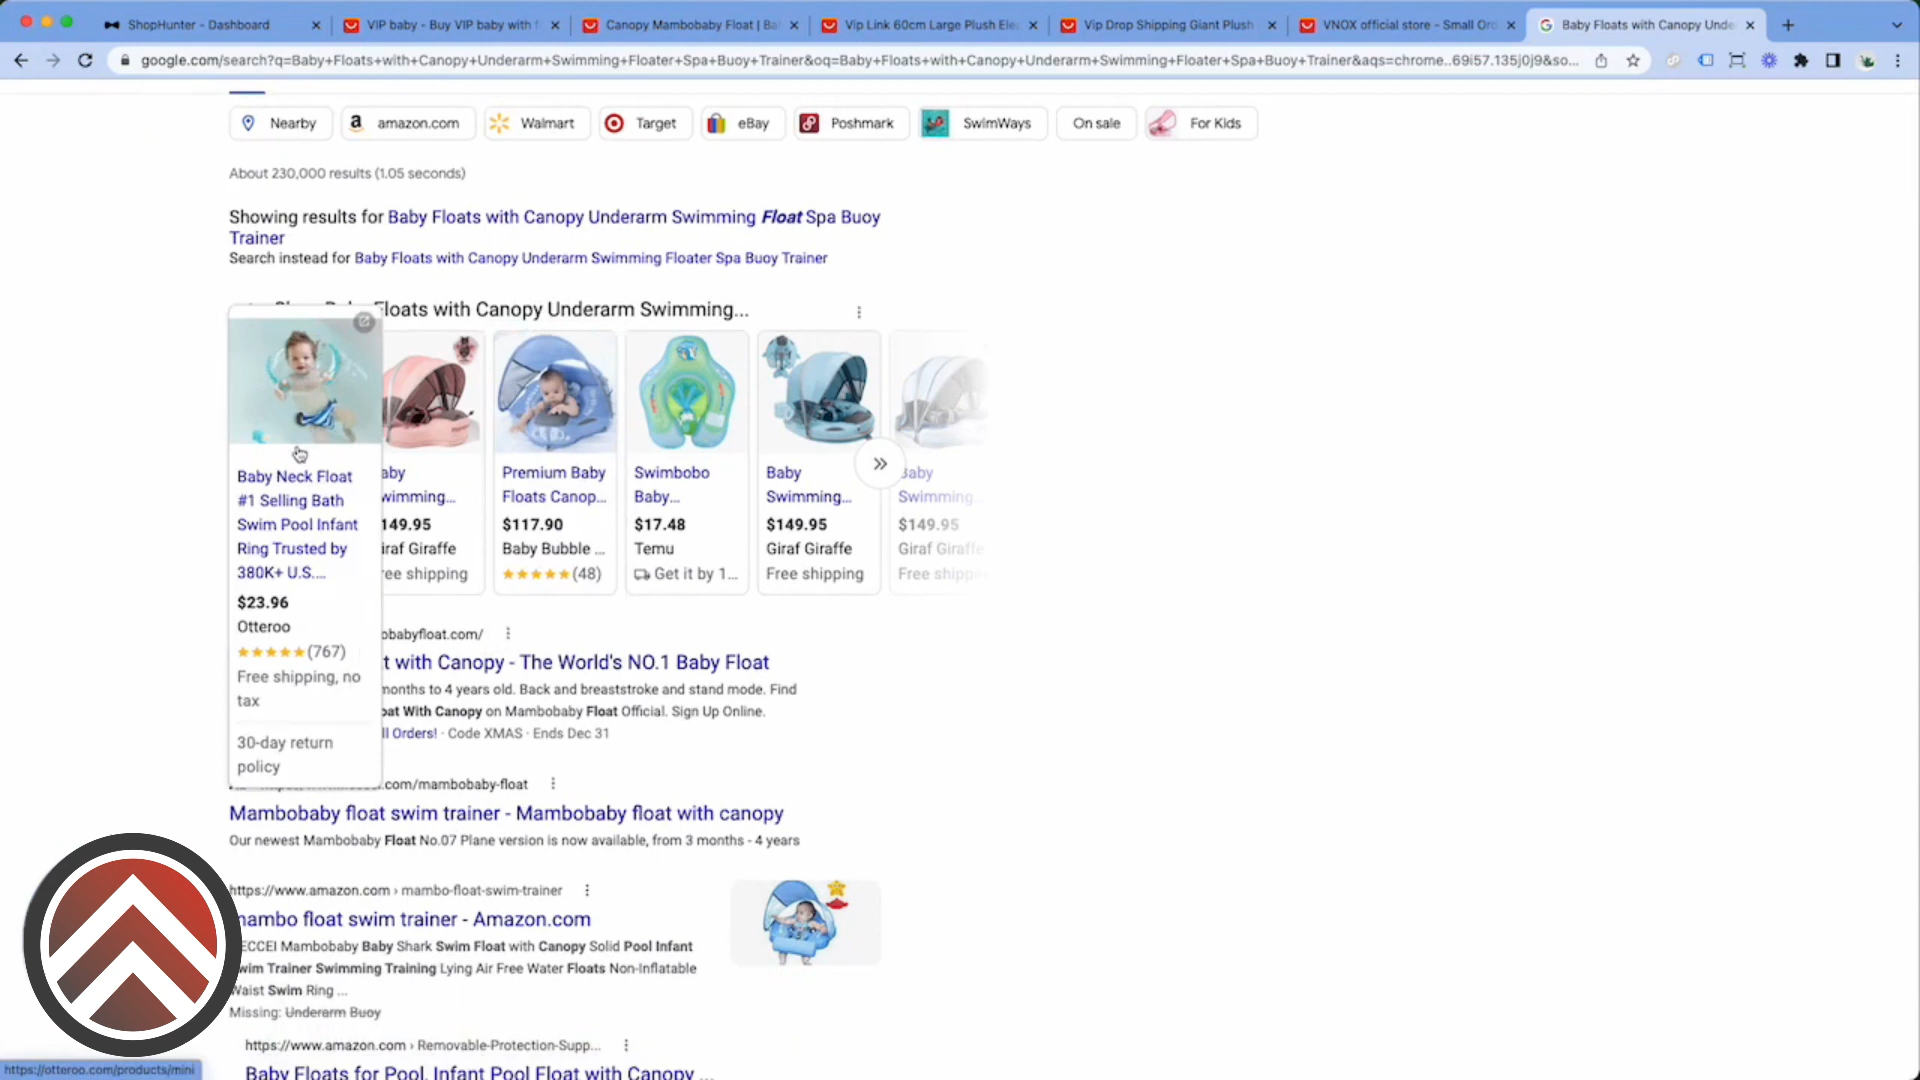 ShopHunter - Dashboard
VIP baby - Buy VIP baby with f
Canopy Mambobaby Float | Ba
Vip Link 60cm Large Plush Ele
Vip Drop Shipping Giant Plush
VNOX official store - Small Ord
Baby Floats with Canopy Unde
google.com/search?q=Baby+Floats+with+Canopy+Underarm+Swimming+Floater+Spa+Buoy+Trainer&oq=Baby+Floats+with+Canopy+Underarm+Swimming+Floater+Spa+Buoy+Trainer&aqs=chrome..69i57.135j0j9&so...
Nearby
amazon.com
Walmart
Target
eBay
Poshmark
SwimWays
On sale
For Kids
About 230,000 results (1.05 seconds)
Showing results for Baby Floats with Canopy Underarm Swimming Float Spa Buoy
Trainer
Search instead for Baby Floats with Canopy Underarm Swimming Floater Spa Buoy Trainer
Floats with Canopy Underarm Swimming...
Baby Neck Float
#1 Selling Bath
Swim Pool Infant
Ring Trusted by
380K+ U.S....
$23.96
Otteroo
(767)
Free shipping, no
tax
30-day return
policy
aby
wimming...
149.95
iraf Giraffe
ree shipping
Premium Baby
Floats Canop...
$117.90
Baby Bubble ...
(48)
Swimbobo
Baby...
$17.48
Temu
Get it by 1...
Baby
Swimming...
$149.95
Giraf Giraffe
Free shipping
Baby
Swimming...
$149.95
Giraf Giraffe
Free shippi
obabyfloat.com/
t with Canopy - The World's NO.1 Baby Float
months to 4 years old. Back and breaststroke and stand mode. Find
oat With Canopy on Mambobaby Float Official. Sign Up Online.
ll Orders! · Code XMAS · Ends Dec 31
.com/mambobaby-float
Mambobaby float swim trainer - Mambobaby float with canopy
Our newest Mambobaby Float No.07 Plane version is now available, from 3 months - 4 years
https://www.amazon.com › mambo-float-swim-trainer
mambo float swim trainer - Amazon.com
ECCEI Mambobaby Baby Shark Swim Float with Canopy Solid Pool Infant
Swim Trainer Swimming Training Lying Air Free Water Floats Non-Inflatable
Waist Swim Ring ...
Missing: Underarm Buoy
https://www.amazon.com › Removable-Protection-Supp...
Baby Floats for Pool, Infant Pool Float with Canopy ...
https://otteroo.com/products/mini